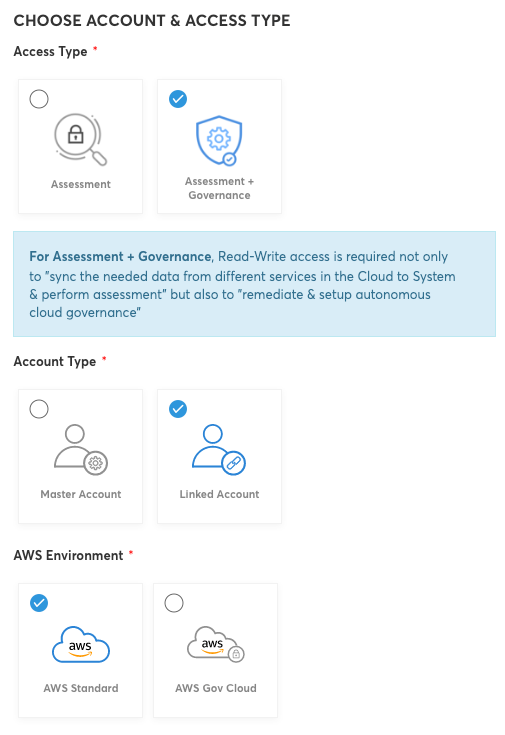 CHOOSE ACCOUNT & ACCESS TYPE
Access Type *
Assessment
Assessment +
Governance
For Assessment + Governance, Read-Write access is required not only
to "sync the needed data from different services in the Cloud to System
& perform assessment" but also to "remediate & setup autonomous
cloud governance"
Account Type *
Master Account
Linked Account
AWS Environment *
aws
AWS Standard
aws
AWS Gov Cloud